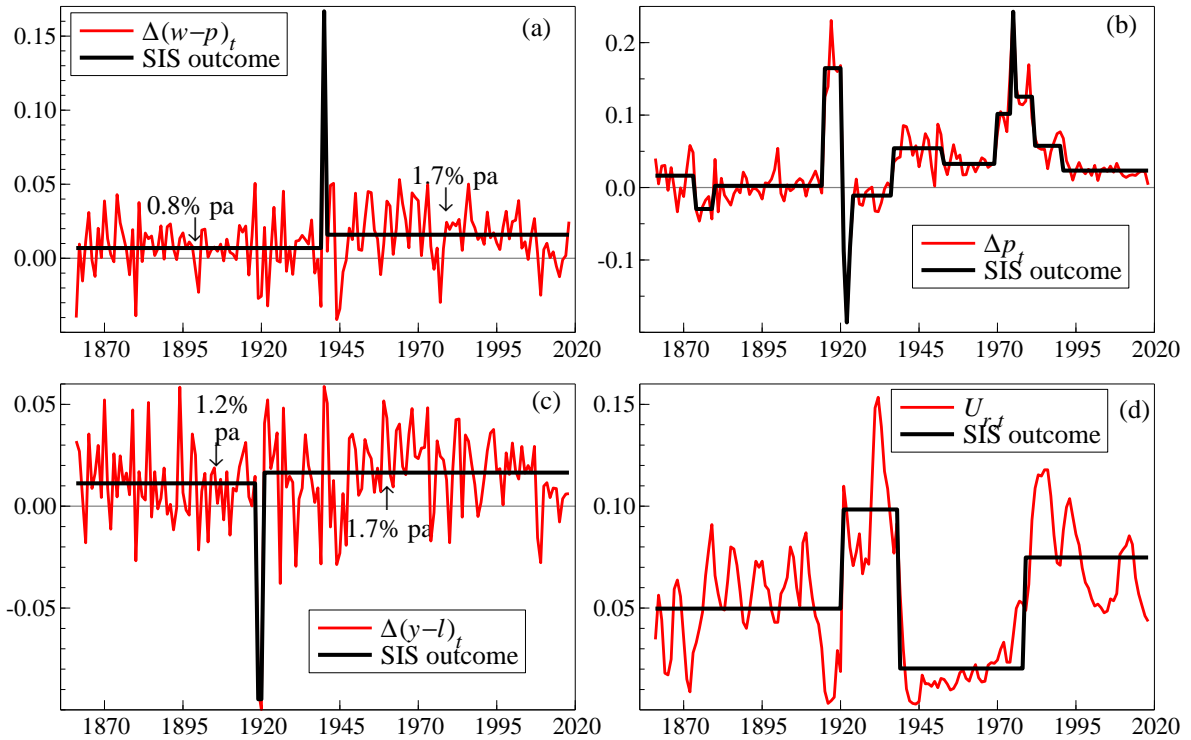 (a)
Δ(w−p)t
SIS outcome
0.8% pa
1.7% pa
0.15
0.10
0.05
0.00
1870 1895 1920 1945 1970 1995 2020
(b)
Δpt
SIS outcome
0.2
0.1
0.0
-0.1
1870 1895 1920 1945 1970 1995 2020
(c)
1.2%
pa
1.7% pa
Δ(y−l)t
SIS outcome
0.05
0.00
-0.05
1870 1895 1920 1945 1970 1995 2020
(d)
Ur,t
SIS outcome
0.15
0.10
0.05
0.00
1870 1895 1920 1945 1970 1995 2020